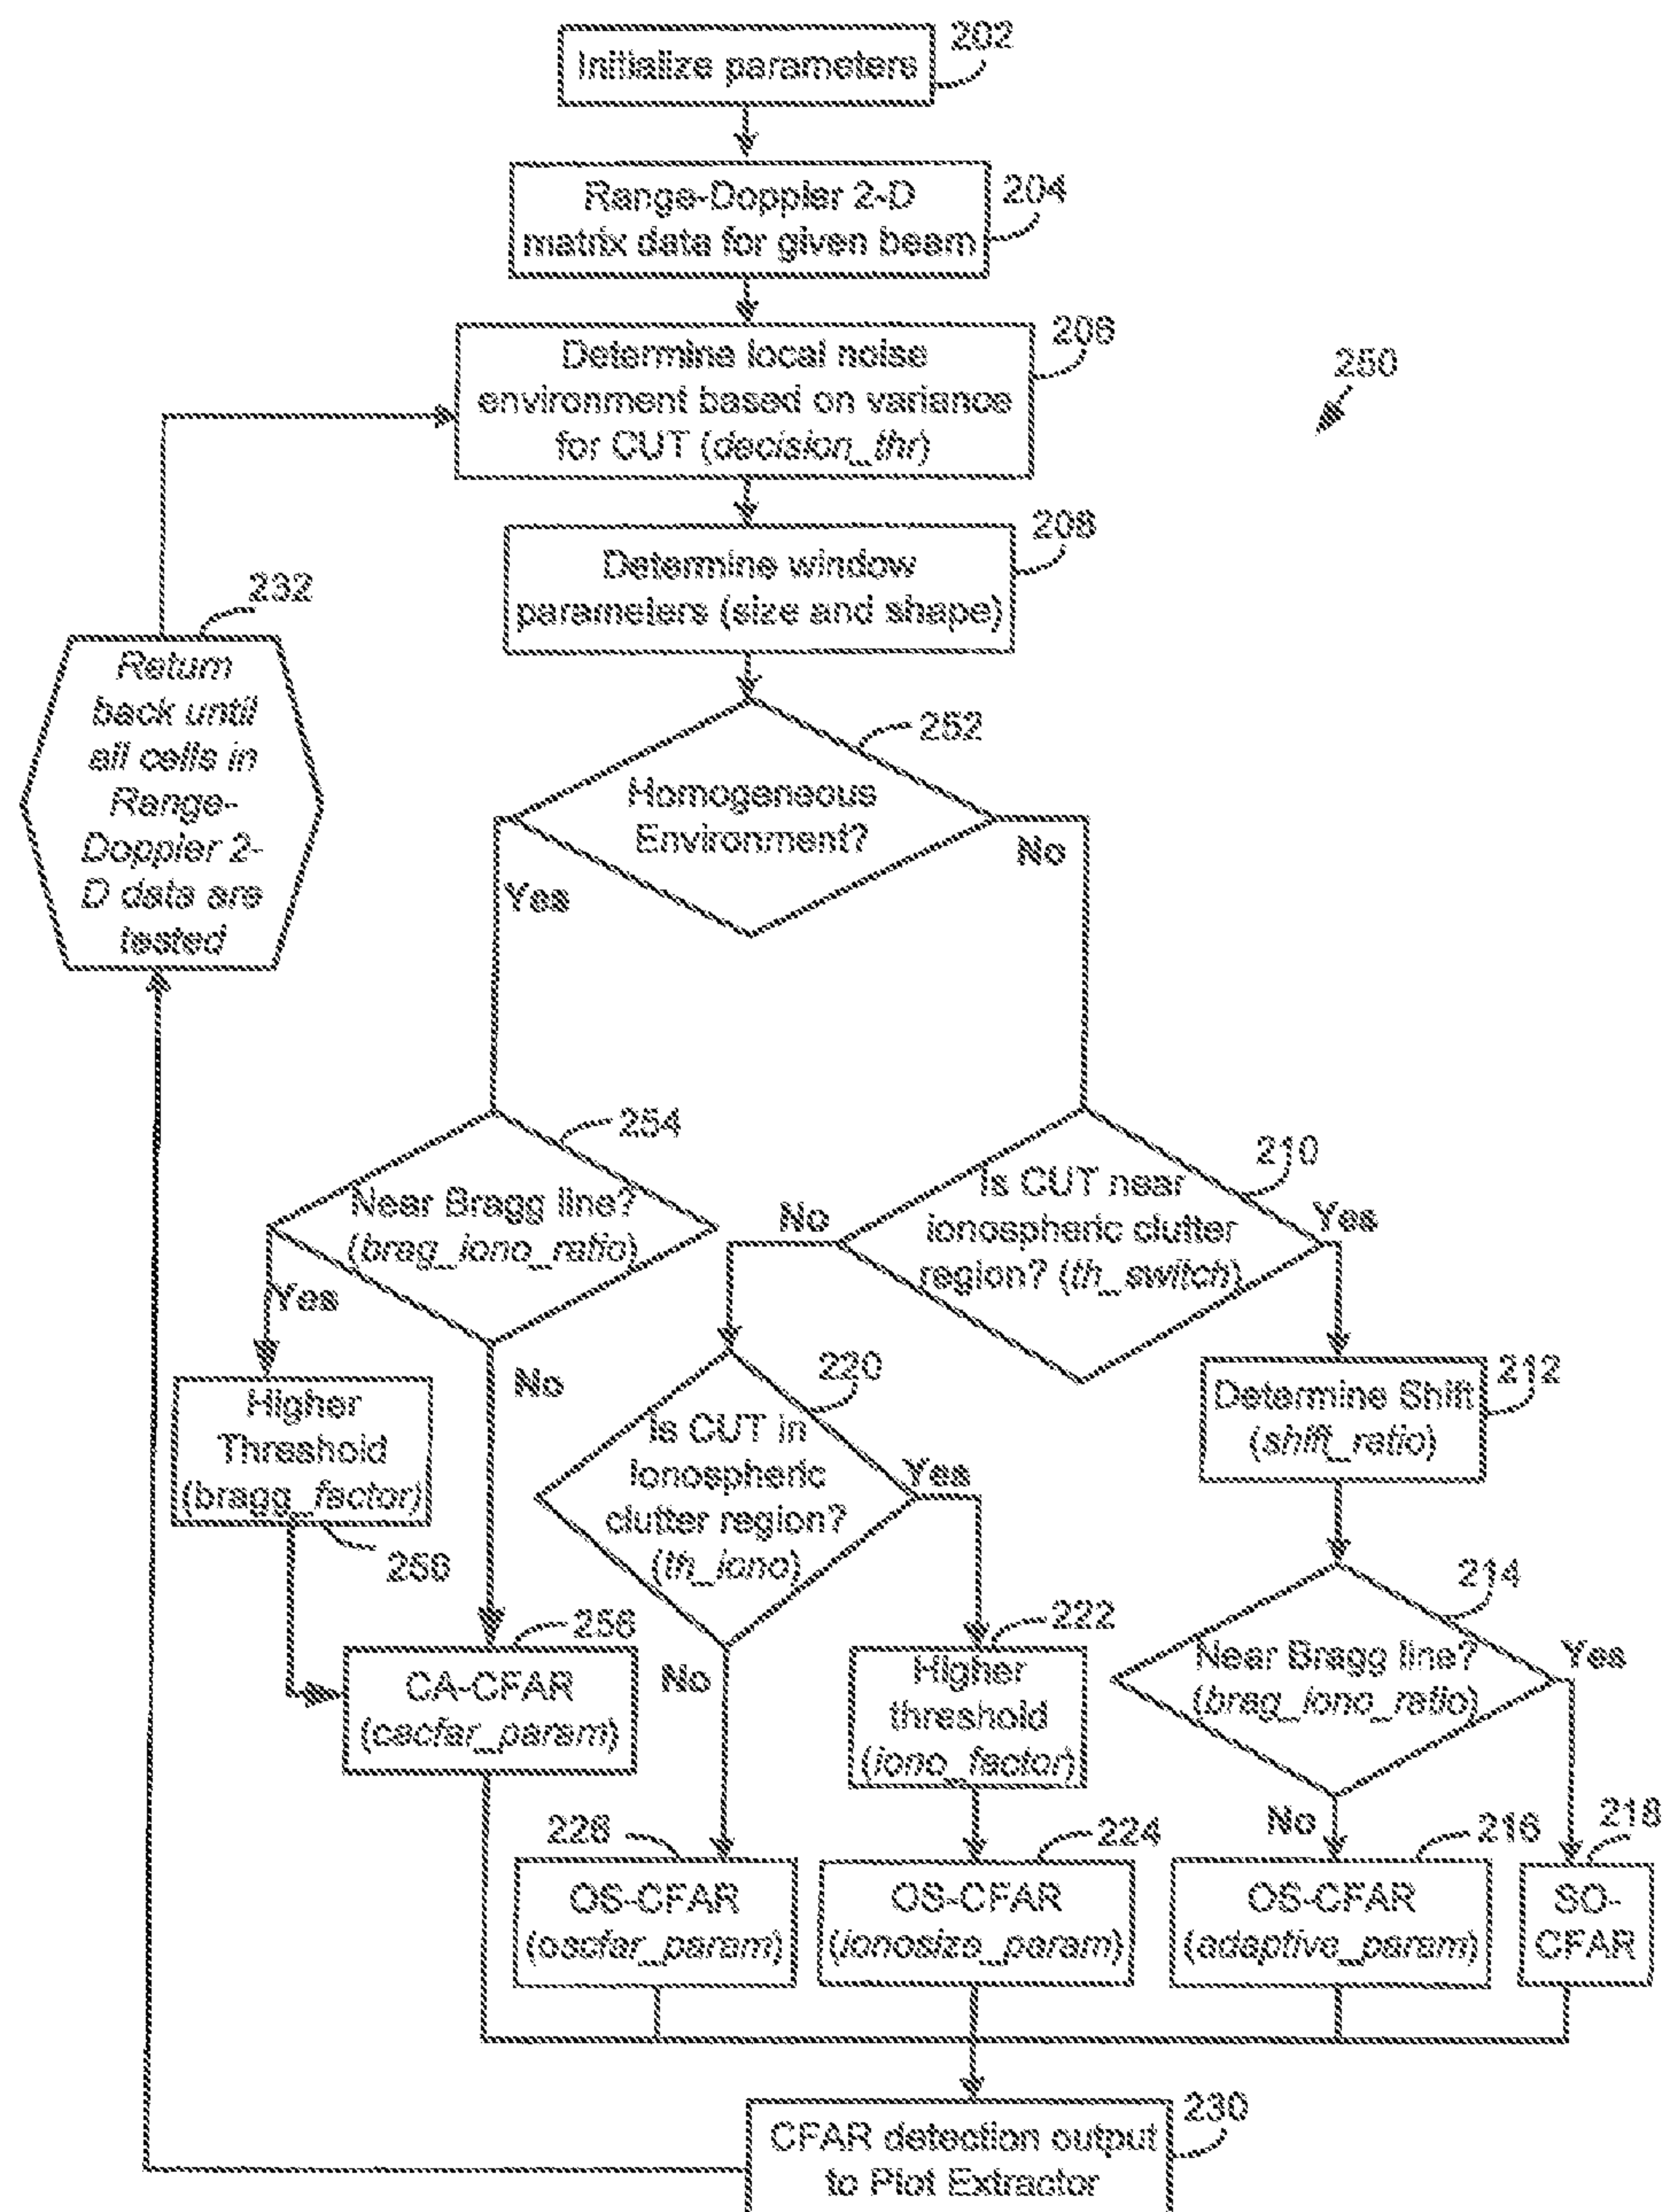 202
Initialize parameters
Range-Doppler 2-D
matrix data for given beam
204
Determine local noise
environment based on variance
for CUT (decision_thr)
206
250
Determine window
parameters (size and shape)
208
232
Return
back until
all cells in
Range-
Doppler 2-
D data are
tested
252
Homogeneous
Environment?
Yes
No
254
Near Bragg line?
(brag_iono_ratio)
Yes
No
210
Is CUT near
ionospheric clutter
region? (th_switch)
No
Yes
Higher
Threshold
(bragg_factor)
256
220
Is CUT in
Ionospheric
clutter region?
(th_iono)
Yes
No
Determine Shift
(shift_ratio)
212
214
Near Bragg line?
(brag_iono_ratio)
Yes
No
256
CA-CFAR
(cacfar_param)
222
Higher
threshold
(iono_factor)
226
OS-CFAR
(oscfar_param)
224
OS-CFAR
(ionosize_param)
216
OS-CFAR
(adaptive_param)
218
SO-
CFAR
230
CFAR detection output
to Plot Extractor